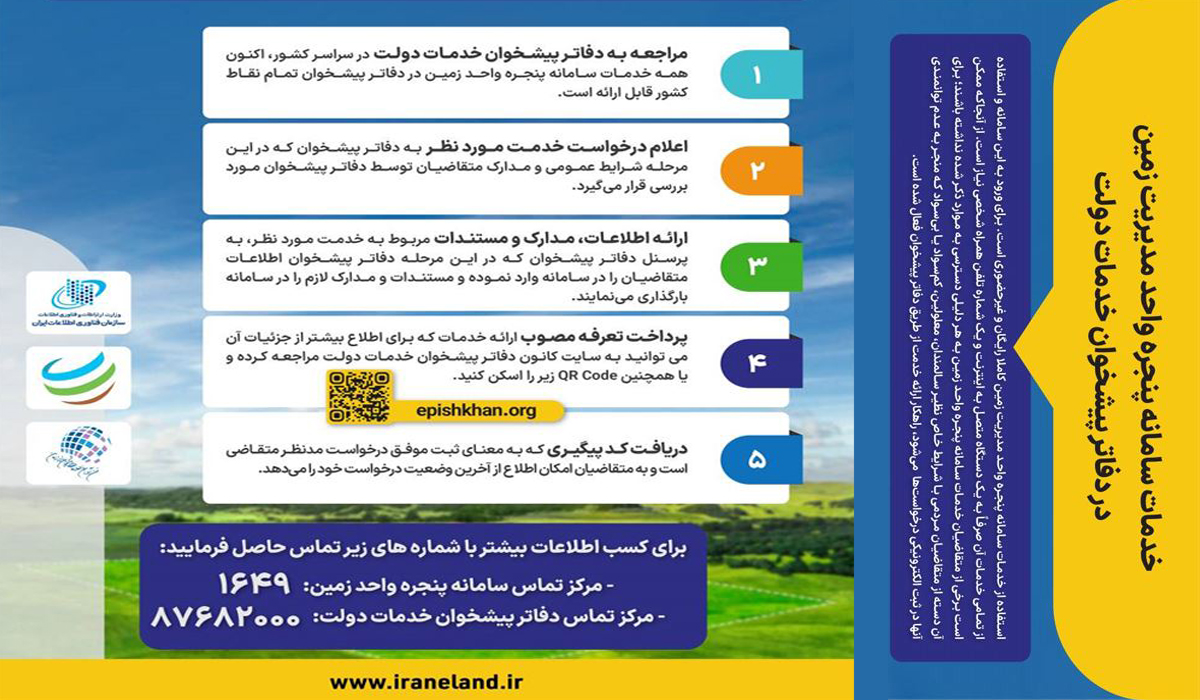 خدمات سامانه پنجره واحد مدیریت زمین
در دفاتر پیشخوان خدمات دولت
استفاده از خدمات سامانه پنجره واحد مدیریت زمین کاملا رایگان و غیرحضوری است. برای ورود به این سامانه و استفاده
از تمامی خدمات آن صرفاً به یک دستگاه متصل به اینترنت و یک شماره تلفن همراه شخصی نیاز است. از آنجا که ممکن
است برخی از متقاضیان خدمات سامانه پنجره واحد زمین به هر دلیلی دسترسی به موارد ذکر شده نداشته باشند؛ برای
آن دسته از متقاضیان مردمی با شرایط خاص نظیر سالمندان، معلولین، کم‌سواد یا بی‌سواد که منجر به عدم توانمندی
آنها در ثبت الکترونیکی درخواست‌ها می‌شود، راهکار ارائه خدمت از طریق دفاتر پیشخوان فعال شده است.
۱
مراجعه به دفاتر پیشخوان خدمات دولت در سراسر کشور، اکنون
همه خدمات سامانه پنجره واحد زمین در دفاتر پیشخوان تمام نقاط
کشور قابل ارائه است.
۲
اعلام درخواست خدمت مورد نظر به دفاتر پیشخوان که در این
مرحله شرایط عمومی و مدارک متقاضیان توسط دفاتر پیشخوان مورد
بررسی قرار می‌گیرد.
۳
ارائه اطلاعات، مدارک و مستندات مربوط به خدمت مورد نظر، به
پرسنل دفاتر پیشخوان که در این مرحله دفاتر پیشخوان اطلاعات
متقاضیان را در سامانه وارد نموده و مستندات و مدارک لازم را در سامانه
بارگذاری می‌نمایند.
۴
پرداخت تعرفه مصوب ارائه خدمات که برای اطلاع بیشتر از جزئیات آن
می توانید به سایت کانون دفاتر پیشخوان خدمات دولت مراجعه کرده و
یا همچنین QR Code زیر را اسکن کنید.
epishkhan.org
۵
دریافت کد پیگیری که به معنای ثبت موفق درخواست مدنظر متقاضی
است و به متقاضیان امکان اطلاع از آخرین وضعیت درخواست خود را می‌دهد.
وزارت ارتباطات و فناوری اطلاعات
سازمان فناوری اطلاعات ایران
برای کسب اطلاعات بیشتر با شماره های زیر تماس حاصل فرمایید:
- مرکز تماس سامانه پنجره واحد زمین: ۱۶۴۹
- مرکز تماس دفاتر پیشخوان خدمات دولت: ۸۷۶۸۲۰۰۰
www.iraneland.ir